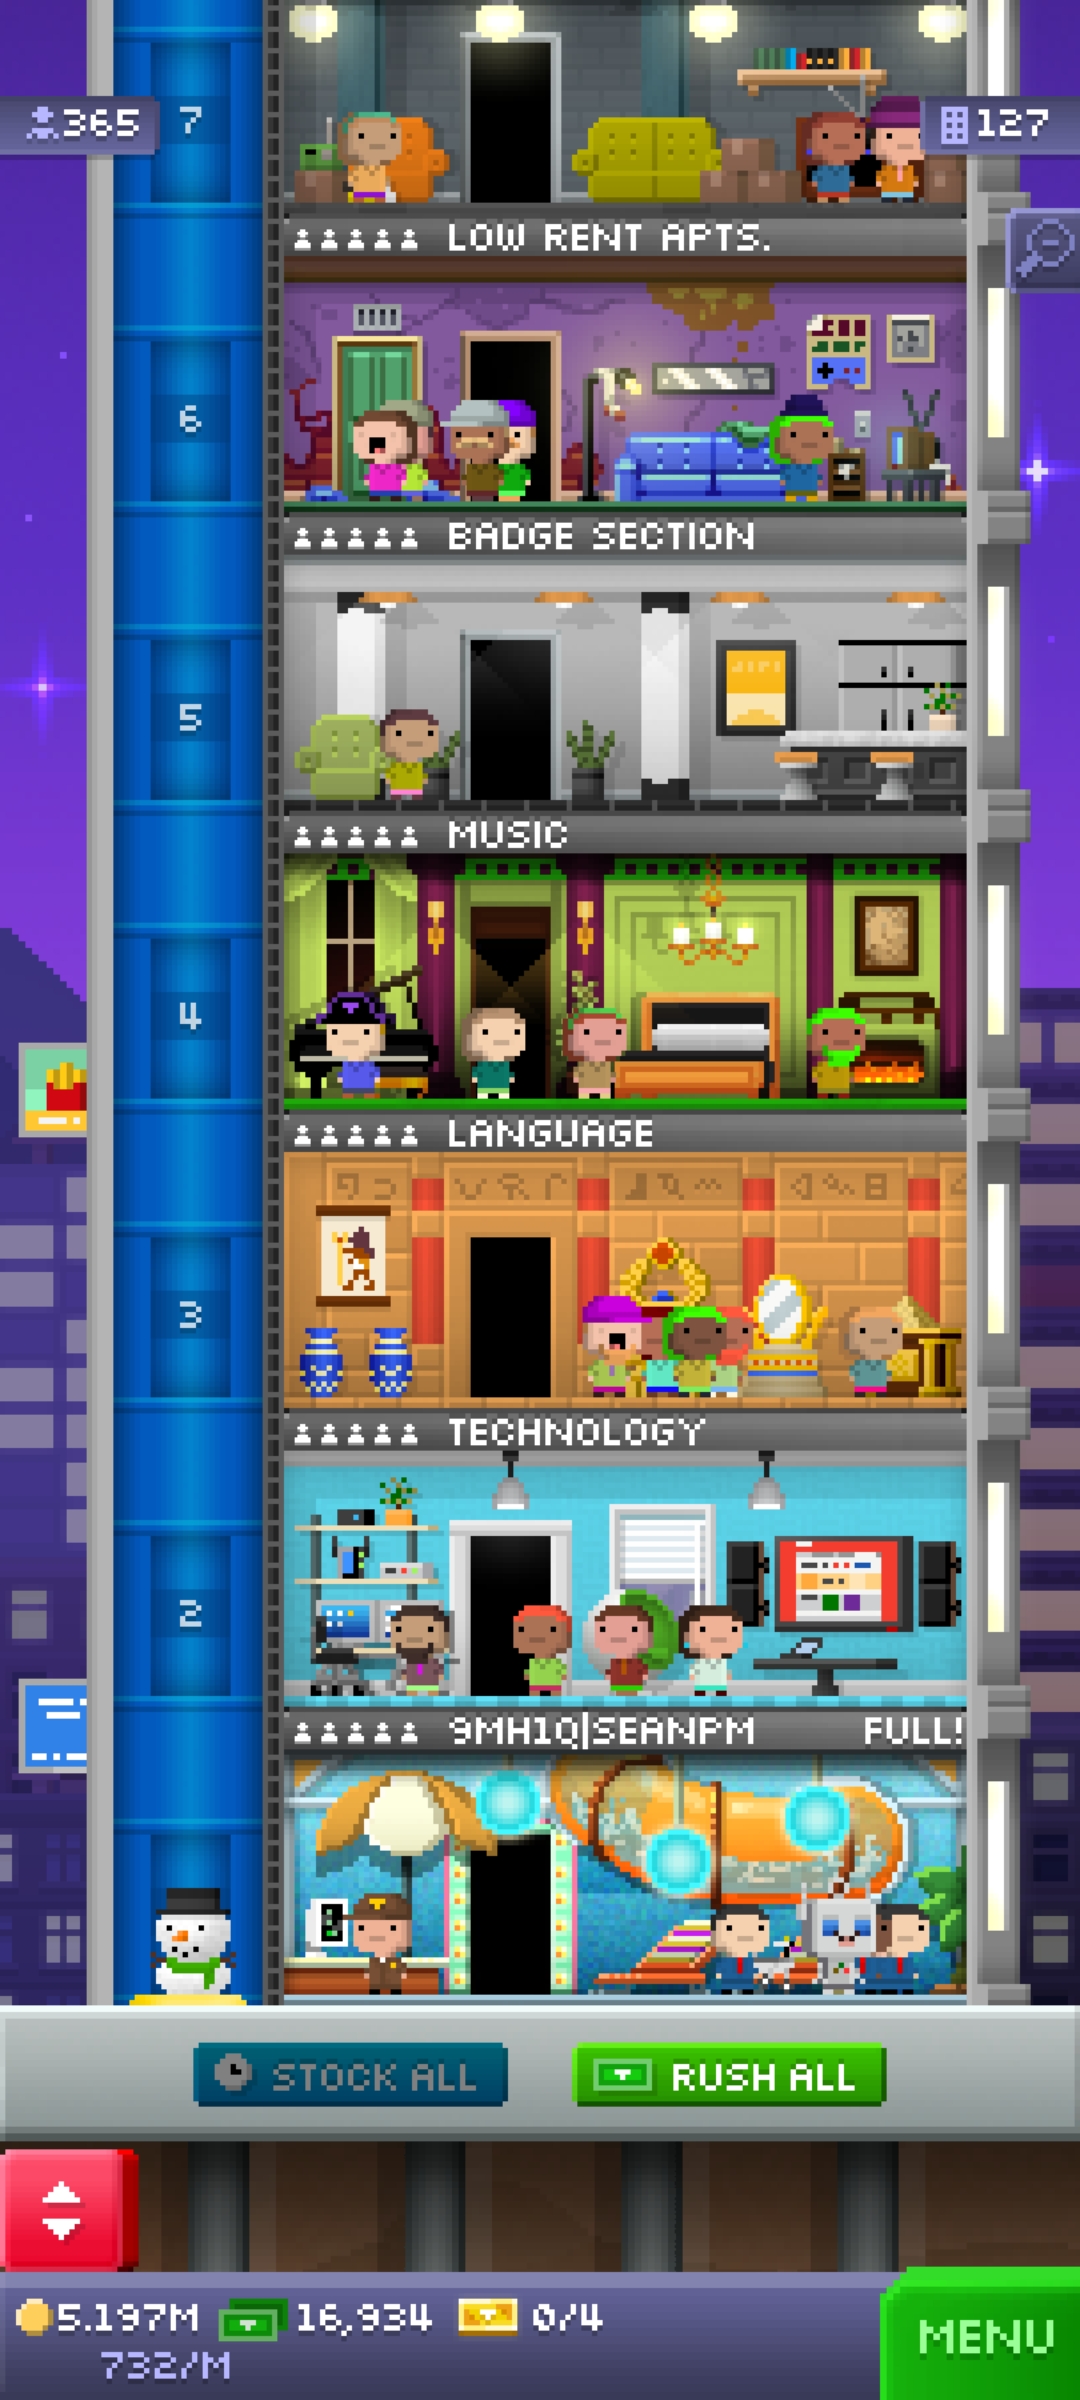 365
7
127
LOW RENT APTS.
6
BADGE SECTION
5
MUSIC
4
LANGUAGE
3
TECHNOLOGY
2
9MH1Q|SEANPM FULL!
STOCK ALL
RUSH ALL
5.197M
16,934
0/4
732/M
MENU